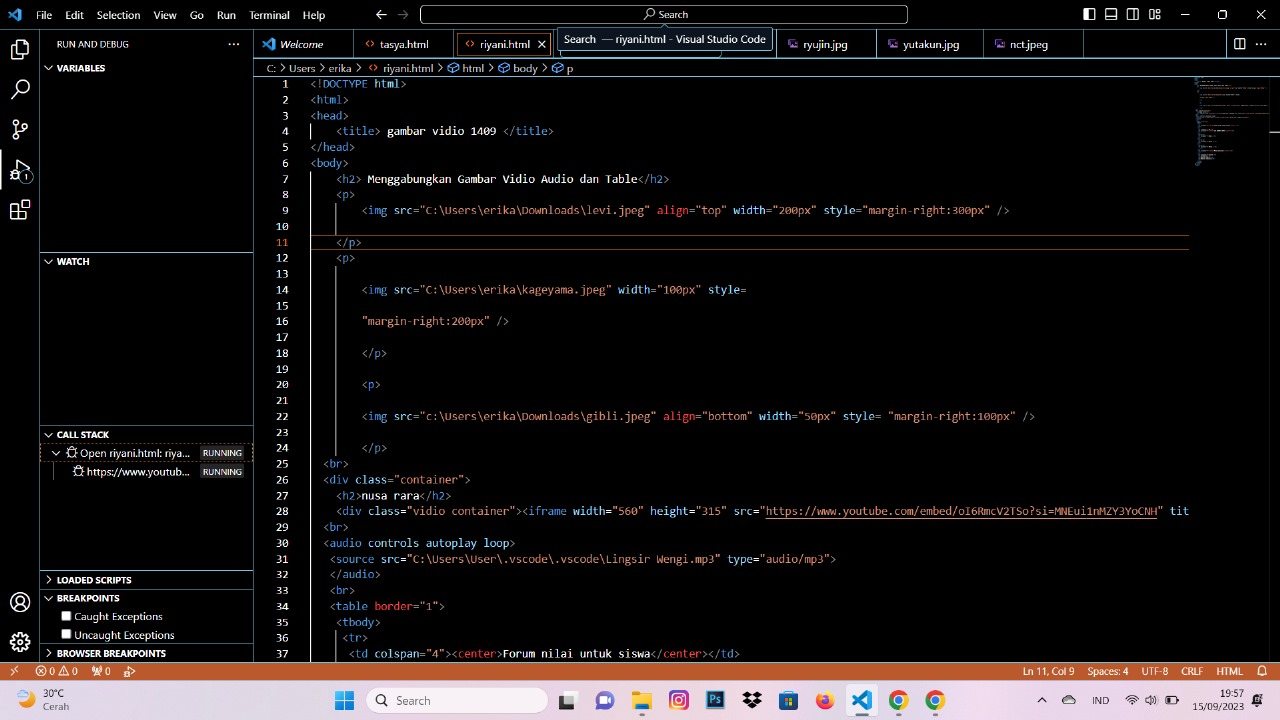 File Edit Selection View Go Run Terminal Help Search
RUN AND DEBUG
Welcome tasya.html riyani.html ryujin.jpg yutakun.jpg nct.jpeg
Search — riyani.html - Visual Studio Code
VARIABLES
WATCH
CALL STACK
Open riyani.html: riya... RUNNING
https://www.youtub... RUNNING
LOADED SCRIPTS
BREAKPOINTS
Caught Exceptions
Uncaught Exceptions
BROWSER BREAKPOINTS
1
C: > Users > erika > riyani.html > html > body > p
1 <!DOCTYPE html>
2 <html>
3 <head>
4 <title> gambar vidio I401 </title>
5 </head>
6 <body>
7 <h2> Menggabungkan Gamban Vidio Audio dan Table</h2>
8 <p>
9 <img src="C:\Users\erika\Downloads\levi.jpeg" align="top" width="200px" style="margin-right:300px" />
10
11 </p>
12 <p>
13
14 <img src="C:\Users\erika\kageyama.jpeg" width="100px" style=
15
16 "margin-right:200px" />
17
18 </p>
19
20 <p>
21
22 <img src="c:\Users\erika\Downloads\gibli.jpeg" align="bottom" width="50px" style= "margin-right:100px" />
23
24 </p>
25 <br>
26 <div class="container">
27 <h2>nusa rara</h2>
28 <div class="vidio container"><iframe width="560" height="315" src="https://www.youtube.com/embed/oI6RmcV2TSo?si=MNEui1nMZY3YoCNH" tit
29 <br>
30 <audio controls autoplay loop>
31 <source src="C:\Users\User\.vscode\.vscode\Lingsir Wengi.mp3" type="audio/mp3">
32 </audio>
33 <br>
34 <table border="1">
35 <tbody>
36 <tr>
37 <td colspan="4"><center>Forum nilai untuk siswa</center></td>
0 0 0 Ln 11, Col 9 Spaces: 4 UTF-8 CRLF HTML
30°C
Cerah
Search
Ps
IND
19:57
15/09/2023